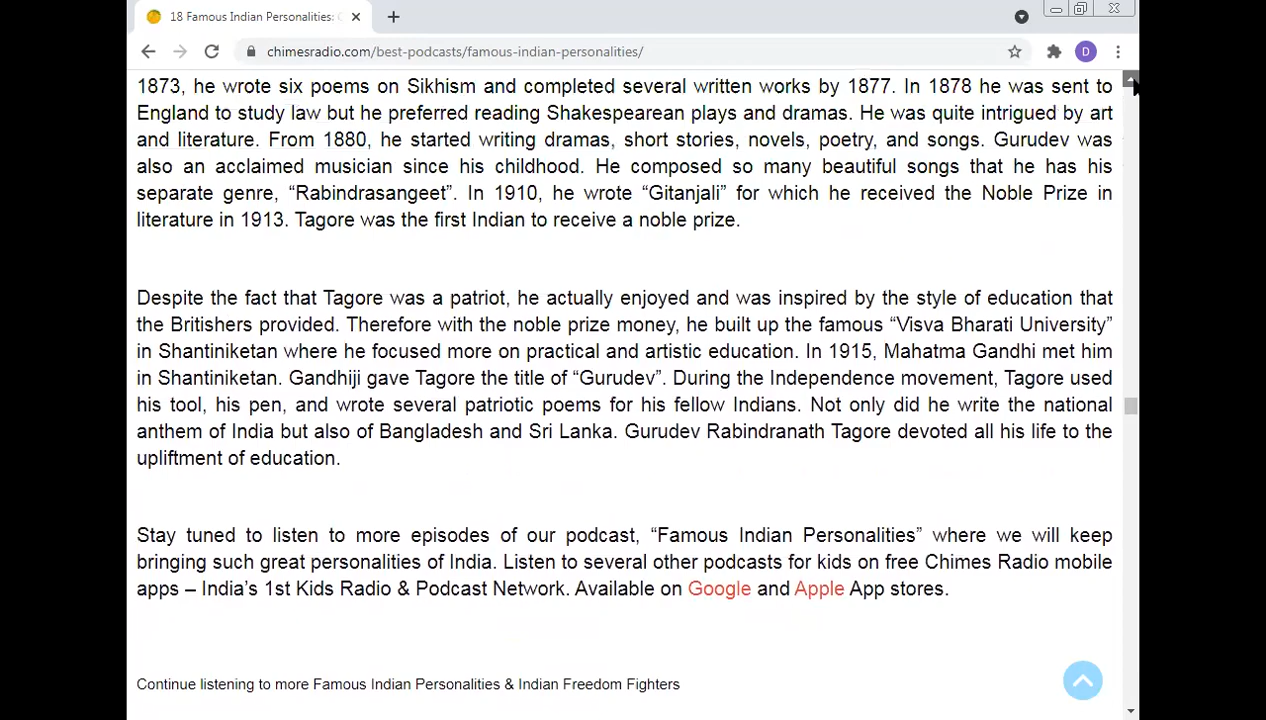 18 Famous Indian Personalities:
chimesradio.com/best-podcasts/famous-indian-personalities/
D
1873, he wrote six poems on Sikhism and completed several written works by 1877. In 1878 he was sent to
England to study law but he preferred reading Shakespearean plays and dramas. He was quite intrigued by art
and literature. From 1880, he started writing dramas, short stories, novels, poetry, and songs. Gurudev was
also an acclaimed musician since his childhood. He composed so many beautiful songs that he has his
separate genre, “Rabindrasangeet”. In 1910, he wrote “Gitanjali” for which he received the Noble Prize in
literature in 1913. Tagore was the first Indian to receive a noble prize.
Despite the fact that Tagore was a patriot, he actually enjoyed and was inspired by the style of education that
the Britishers provided. Therefore with the noble prize money, he built up the famous “Visva Bharati University”
in Shantiniketan where he focused more on practical and artistic education. In 1915, Mahatma Gandhi met him
in Shantiniketan. Gandhiji gave Tagore the title of “Gurudev”. During the Independence movement, Tagore used
his tool, his pen, and wrote several patriotic poems for his fellow Indians. Not only did he write the national
anthem of India but also of Bangladesh and Sri Lanka. Gurudev Rabindranath Tagore devoted all his life to the
upliftment of education.
Stay tuned to listen to more episodes of our podcast, “Famous Indian Personalities” where we will keep
bringing such great personalities of India. Listen to several other podcasts for kids on free Chimes Radio mobile
apps – India’s 1st Kids Radio & Podcast Network. Available on Google and Apple App stores.
Continue listening to more Famous Indian Personalities & Indian Freedom Fighters